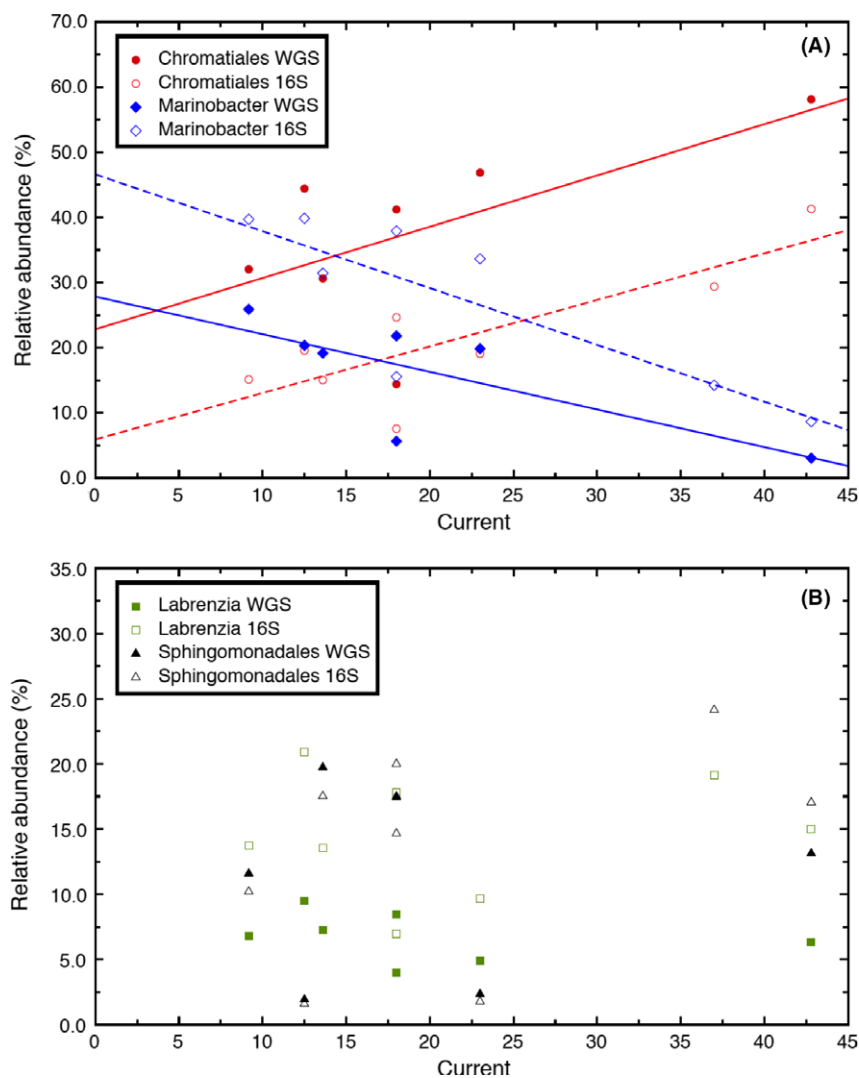 (A)
Chromatiales WGS
Chromatiales 16S
Marinobacter WGS
Marinobacter 16S
Relative abundance (%)
70.0
60.0
50.0
40.0
30.0
20.0
10.0
0.0
0 5 10 15 20 25 30 35 40 45
Current
(B)
Labrenzia WGS
Labrenzia 16S
Sphingomonadales WGS
Sphingomonadales 16S
Relative abundance (%)
35.0
30.0
25.0
20.0
15.0
10.0
5.0
0.0
0 5 10 15 20 25 30 35 40 45
Current